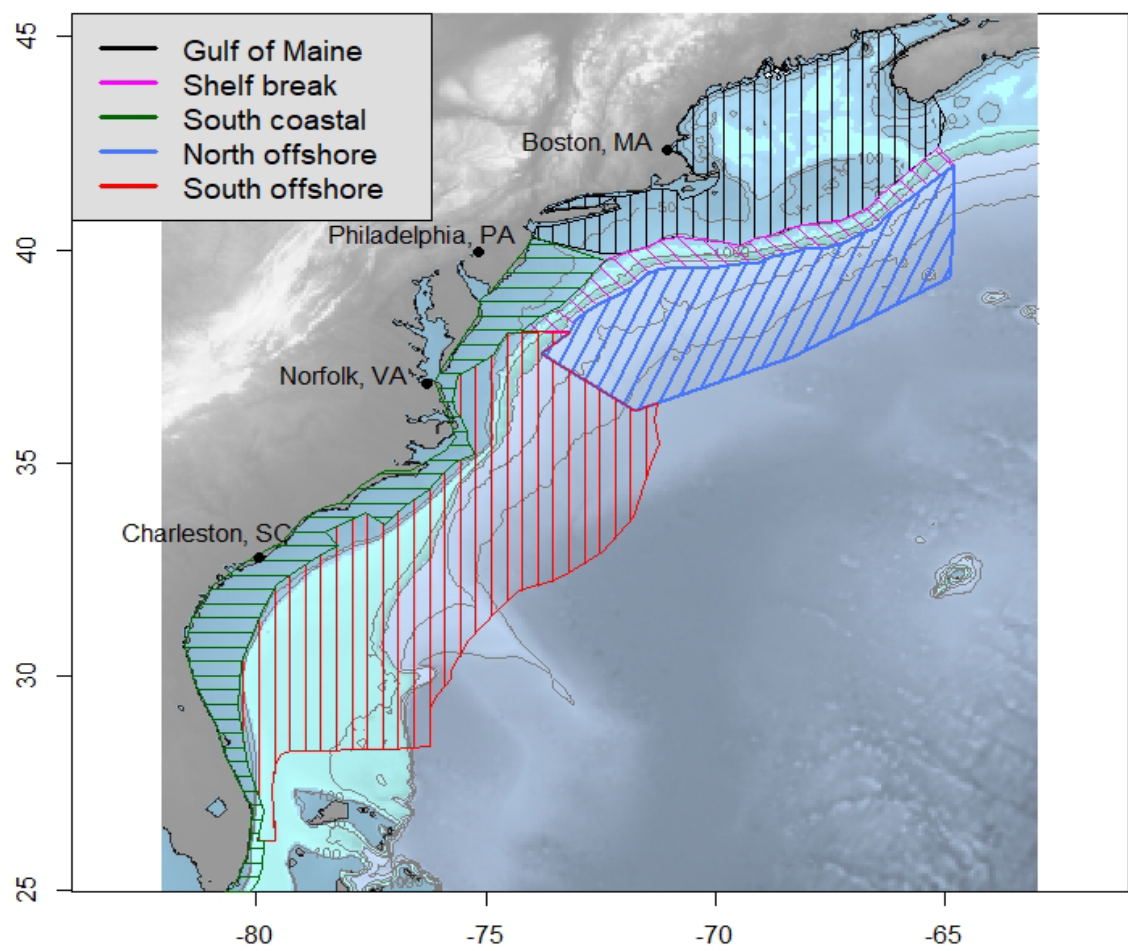 45
40
35
30
25
Gulf of Maine
Shelf break
South coastal
North offshore
South offshore
Boston, MA
Philadelphia, PA
Norfolk, VA
Charleston, SC
50
100
-80
-75
-70
-65